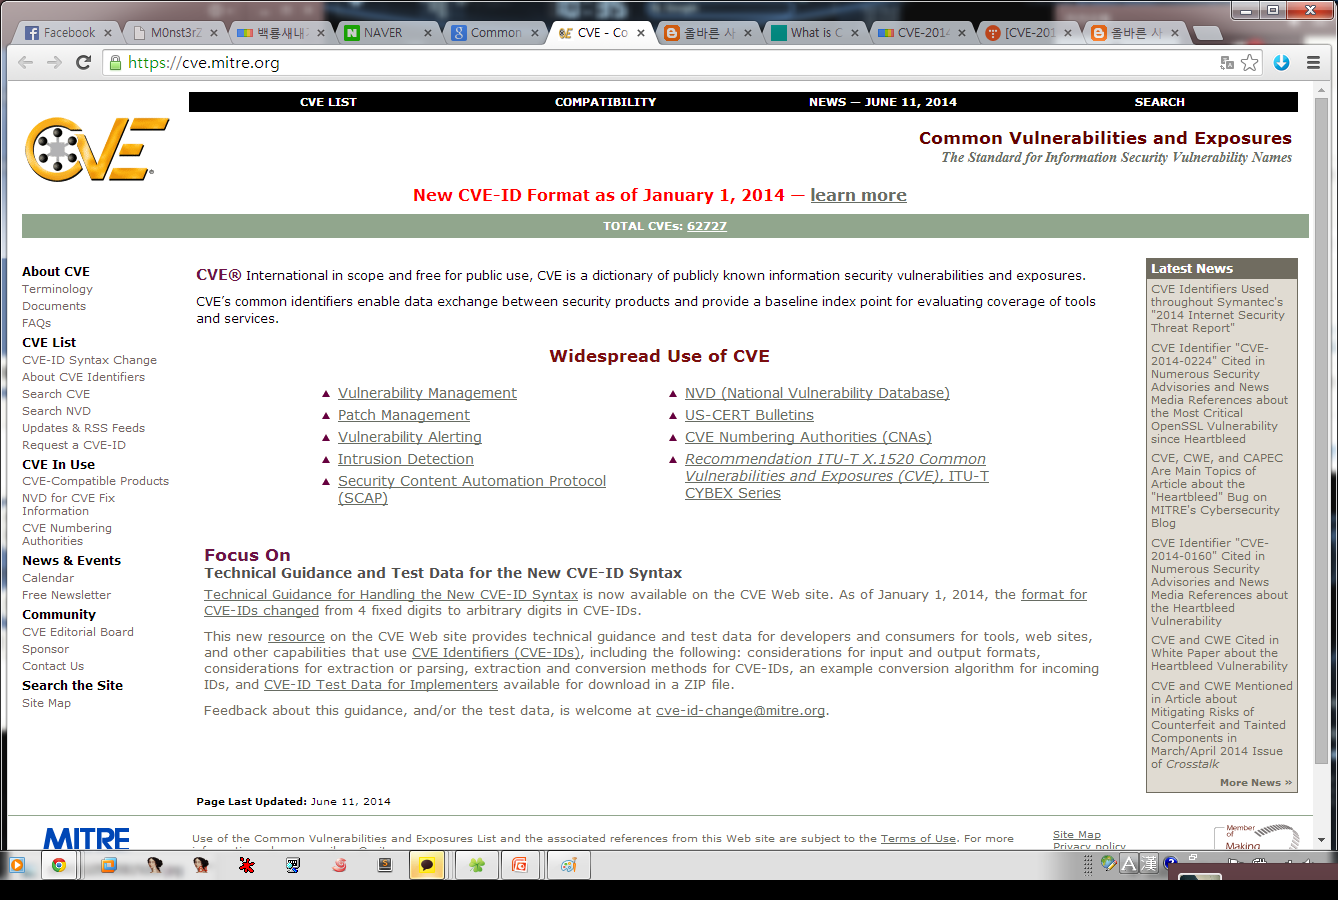 Facebook
M0nst3rZ
백룡새내
NAVER
Common
CVE - Co
올바른 사
What is C
CVE-2014
[CVE-201
올바른 사
https://cve.mitre.org
CVE LIST
COMPATIBILITY
NEWS — JUNE 11, 2014
SEARCH
CVE
Common Vulnerabilities and Exposures
The Standard for Information Security Vulnerability Names
New CVE-ID Format as of January 1, 2014 — learn more
TOTAL CVEs: 62727
About CVE
Terminology
Documents
FAQs
CVE List
CVE-ID Syntax Change
About CVE Identifiers
Search CVE
Search NVD
Updates & RSS Feeds
Request a CVE-ID
CVE In Use
CVE-Compatible Products
NVD for CVE Fix
Information
CVE Numbering
Authorities
News & Events
Calendar
Free Newsletter
Community
CVE Editorial Board
Sponsor
Contact Us
Search the Site
Site Map
CVE® International in scope and free for public use, CVE is a dictionary of publicly known information security vulnerabilities and exposures.
CVE's common identifiers enable data exchange between security products and provide a baseline index point for evaluating coverage of tools
and services.
Widespread Use of CVE
Vulnerability Management
Patch Management
Vulnerability Alerting
Intrusion Detection
Security Content Automation Protocol
(SCAP)
NVD (National Vulnerability Database)
US-CERT Bulletins
CVE Numbering Authorities (CNAs)
Recommendation ITU-T X.1520 Common
Vulnerabilities and Exposures (CVE), ITU-T
CYBEX Series
Focus On
Technical Guidance and Test Data for the New CVE-ID Syntax
Technical Guidance for Handling the New CVE-ID Syntax is now available on the CVE Web site. As of January 1, 2014, the format for
CVE-IDs changed from 4 fixed digits to arbitrary digits in CVE-IDs.
This new resource on the CVE Web site provides technical guidance and test data for developers and consumers for tools, web sites,
and other capabilities that use CVE Identifiers (CVE-IDs), including the following: considerations for input and output formats,
considerations for extraction or parsing, extraction and conversion methods for CVE-IDs, an example conversion algorithm for incoming
IDs, and CVE-ID Test Data for Implementers available for download in a ZIP file.
Feedback about this guidance, and/or the test data, is welcome at cve-id-change@mitre.org.
Latest News
CVE Identifiers Used
throughout Symantec's
"2014 Internet Security
Threat Report"
CVE Identifier "CVE-
2014-0224" Cited in
Numerous Security
Advisories and News
Media References about
the Most Critical
OpenSSL Vulnerability
since Heartbleed
CVE, CWE, and CAPEC
Are Main Topics of
Article about the
"Heartbleed" Bug on
MITRE's Cybersecurity
Blog
CVE Identifier "CVE-
2014-0160" Cited in
Numerous Security
Advisories and News
Media References about
the Heartbleed
Vulnerability
CVE and CWE Cited in
White Paper about the
Heartbleed Vulnerability
CVE and CWE Mentioned
in Article about
Mitigating Risks of
Counterfeit and Tainted
Components in
March/April 2014 Issue
of Crosstalk
More News »
Page Last Updated: June 11, 2014
MITRE
Use of the Common Vulnerabilities and Exposures List and the associated references from this Web site are subject to the Terms of Use. For more
Site Map
Privacy policy
Member
of
Making
A 漢